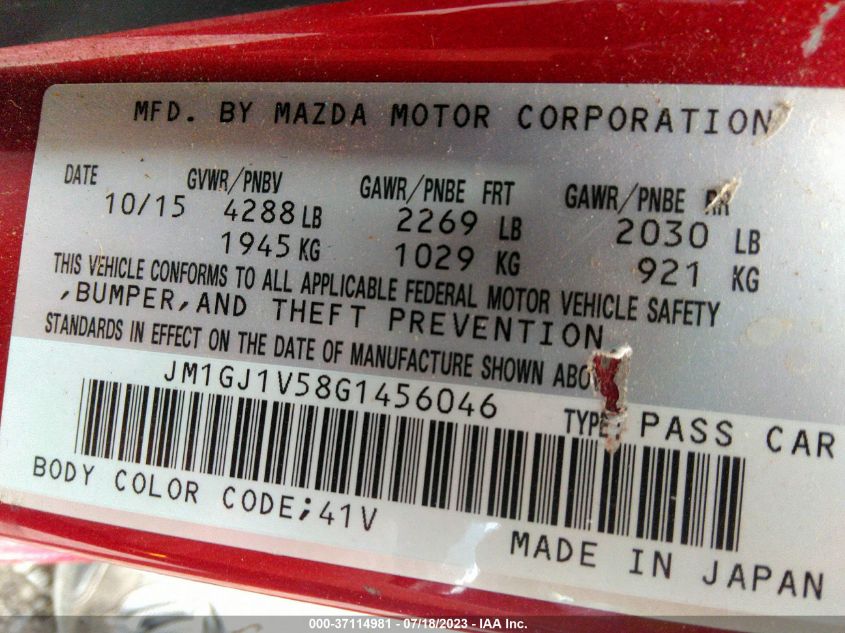 MFD. BY MAZDA MOTOR CORPORATION
DATE GVWR/PNBV GAWR/PNBE FRT GAWR/PNBE RR
10/15 4288 LB 2269 LB 2030 LB
1945 KG 1029 KG 921 KG
THIS VEHICLE CONFORMS TO ALL APPLICABLE FEDERAL MOTOR VEHICLE SAFETY
,BUMPER,AND THEFT PREVENTION
STANDARDS IN EFFECT ON THE DATE OF MANUFACTURE SHOWN
JM1GJ1V58G1456046 TYPE: PASS CAR
BODY COLOR CODE;41V
MADE IN JAPAN
000-37114981 - 07/18/2023 - IAA Inc.